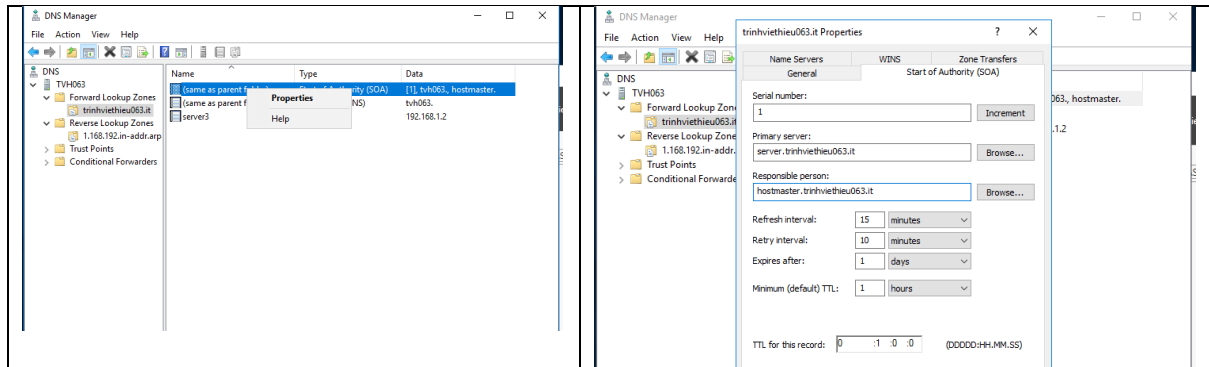 DNS Manager
File Action View Help
DNS
TVH063
Forward Lookup Zones
trinhviethieu063.it
Reverse Lookup Zones
1.168.192.in-addr.arp
Trust Points
Conditional Forwarders
Name Type Data
(same as parent Start of Authority (SOA) [1], tvh063., hostmaster.
(same as parent f NS) tvh063.
server3 192.168.1.2
Properties
Help
DNS Manager
File Action View Help
DNS
TVH063
Forward Lookup Zon
trinhviethieu063.it
Reverse Lookup Zone
1.168.192.in-addr.
Trust Points
Conditional Forwarde
063., hostmaster.
.1.2
trinhviethieu063.it Properties
Name Servers WINS Zone Transfers
General Start of Authority (SOA)
Serial number:
1 Increment
Primary server:
server.trinhviethieu063.it Browse...
Responsible person:
hostmaster.trinhviethieu063.it Browse...
Refresh interval: 15 minutes
Retry interval: 10 minutes
Expires after: 1 days
Minimum (default) TTL: 1 hours
TTL for this record: 0 :1 :0 :0 (DDDDD:HH.MM.SS)